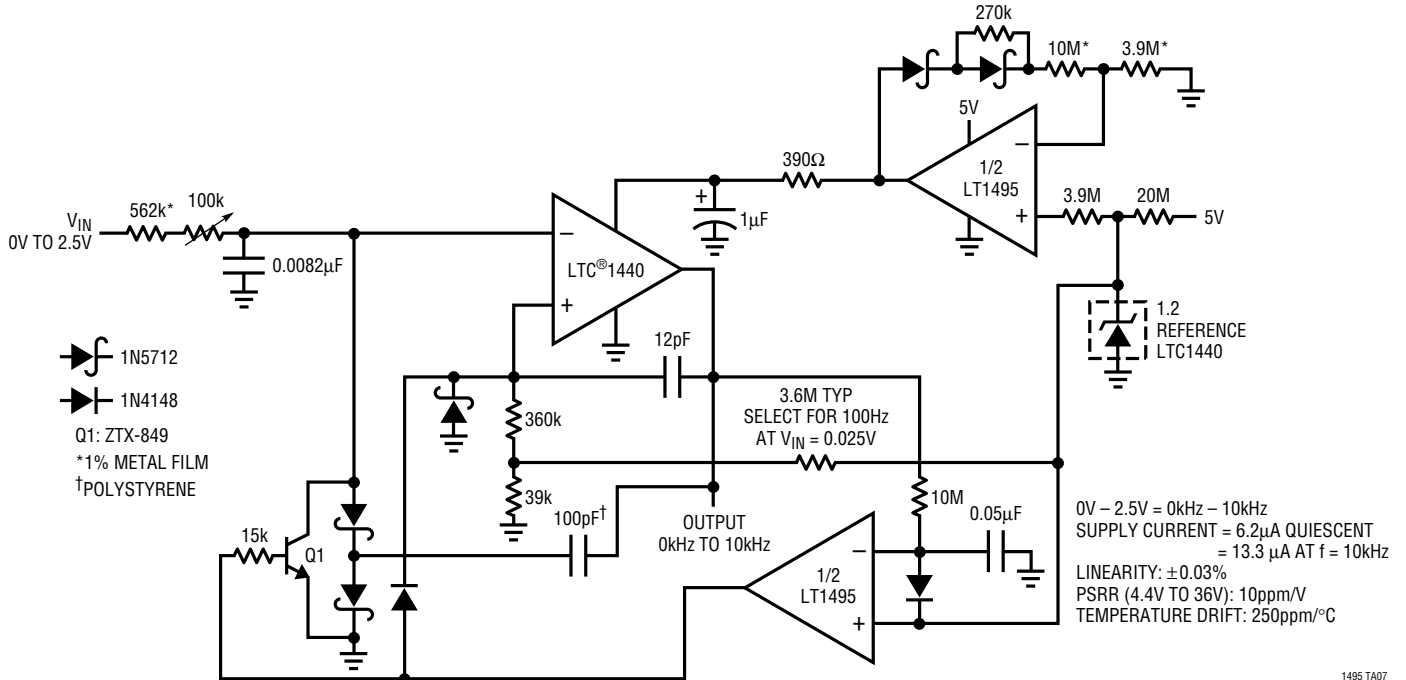 270k
10M*
3.9M*
5V
390Ω
–
1/2
LT1495
+
3.9M
20M
5V
VIN
0V TO 2.5V
562k*
100k
+
1µF
–
LTC®1440
+
0.0082µF
1.2
REFERENCE
LTC1440
12pF
1N5712
1N4148
Q1: ZTX-849
*1% METAL FILM
†POLYSTYRENE
360k
3.6M TYP
SELECT FOR 100Hz
AT VIN = 0.025V
39k
10M
100pF†
OUTPUT
0kHz TO 10kHz
0.05µF
15k
Q1
–
1/2
LT1495
+
0V – 2.5V = 0kHz – 10kHz
SUPPLY CURRENT = 6.2µA QUIESCENT
= 13.3 µA AT f = 10kHz
LINEARITY: ±0.03%
PSRR (4.4V TO 36V): 10ppm/V
TEMPERATURE DRIFT: 250ppm/°C
1495 TA07